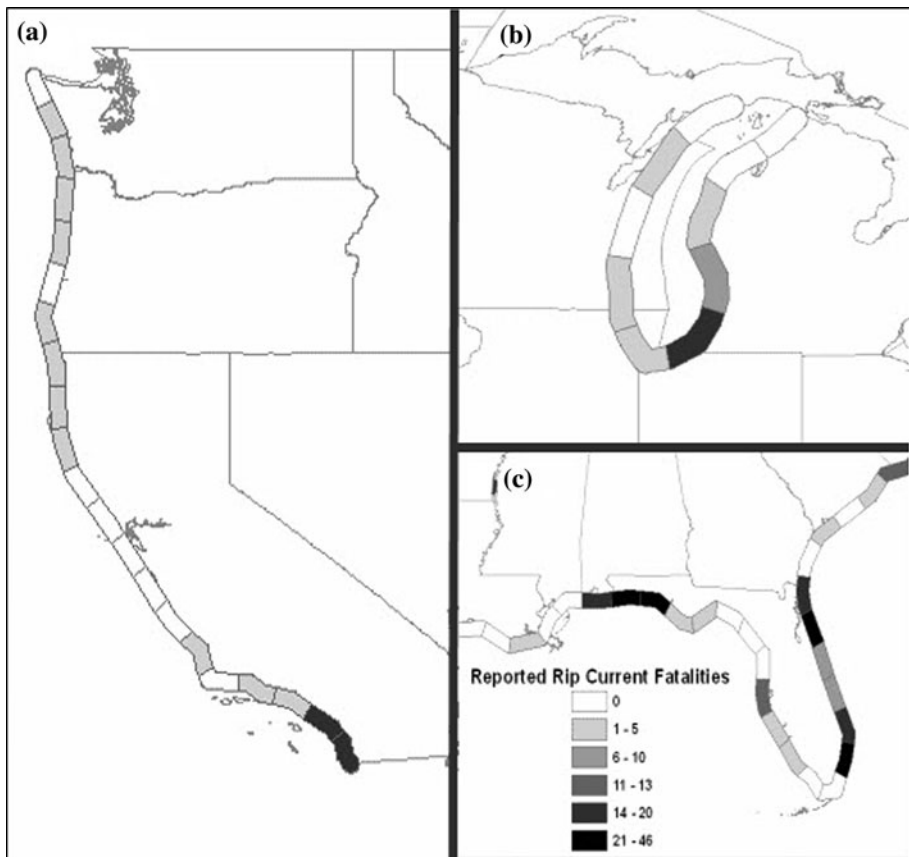 (a)
(b)
(c)
Reported Rip Current Fatalities
0
1 - 5
6 - 10
11 - 13
14 - 20
21 - 46